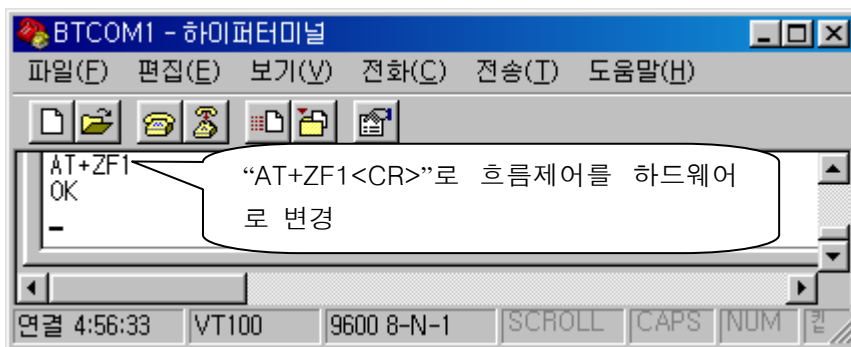 BTCOM1 - 하이퍼터미널
파일(F) 편집(E) 보기(V) 전화(C) 전송(T) 도움말(H)
AT+ZF1
OK
“AT+ZF1<CR>”로 흐름제어를 하드웨어
로 변경
연결 4:56:33 VT100 9600 8-N-1 SCROLL CAPS NUM